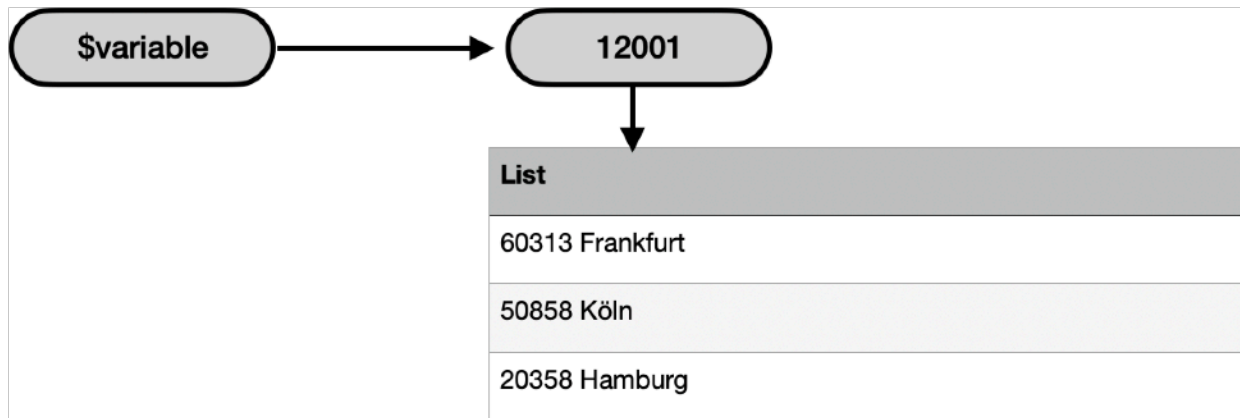 $variable
12001
List
60313 Frankfurt
50858 Köln
20358 Hamburg